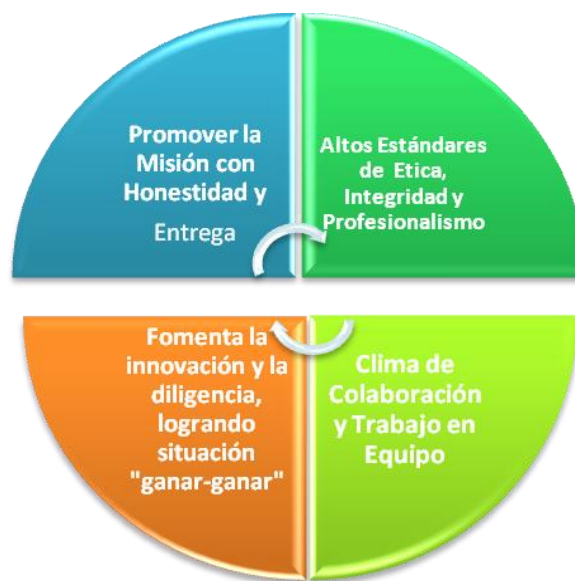 Promover la
Misión con
Honestidad y
Entrega
Altos Estándares
de Etica,
Integridad y
Profesionalismo
Fomenta la
innovación y la
diligencia,
logrando
situación
"ganar-ganar"
Clima de
Colaboración
y Trabajo en
Equipo